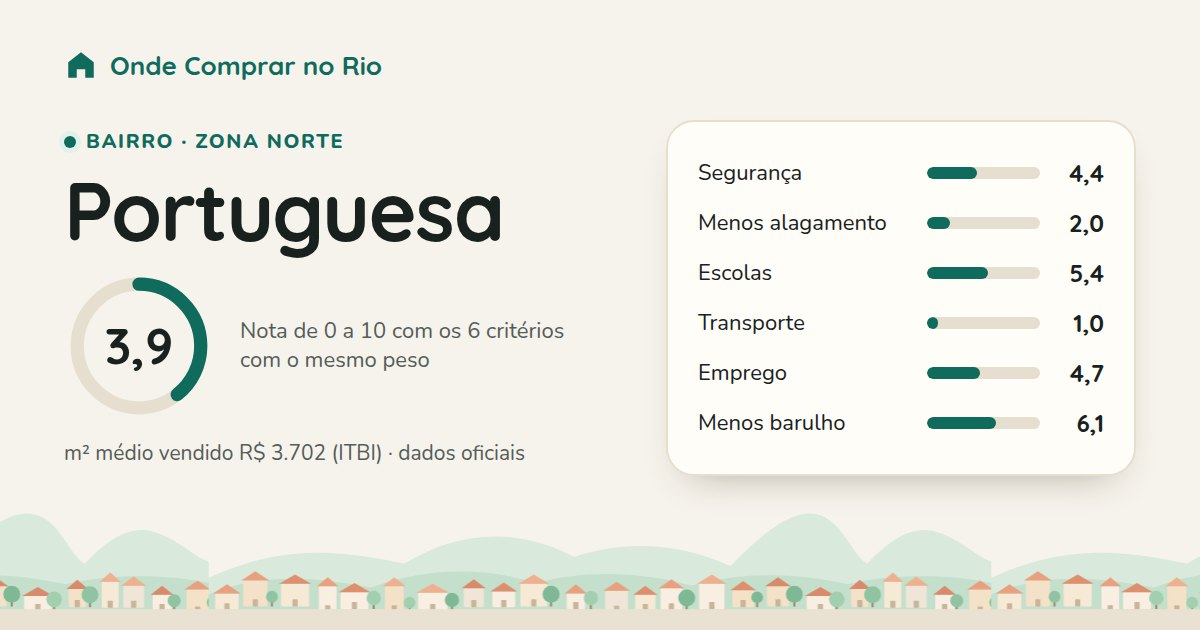 Onde Comprar no Rio
BAIRRO · ZONA NORTE
Portuguesa
3,9
Nota de 0 a 10 com os 6 critérios
com o mesmo peso
m² médio vendido R$ 3.702 (ITBI) · dados oficiais
Segurança 4,4
Menos alagamento 2,0
Escolas 5,4
Transporte 1,0
Emprego 4,7
Menos barulho 6,1